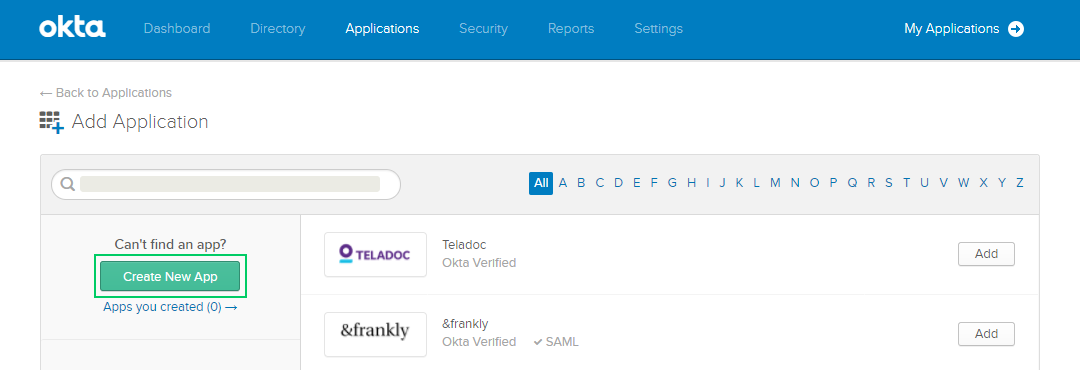 okta Dashboard Directory Applications Security Reports Settings My Applications
← Back to Applications
Add Application
All A B C D E F G H I J K L M N O P Q R S T U V W X Y Z
Can't find an app?
Create New App
Apps you created (0) →
TELADOC
Teladoc
Okta Verified
Add
&frankly
&frankly
Okta Verified ✓ SAML
Add